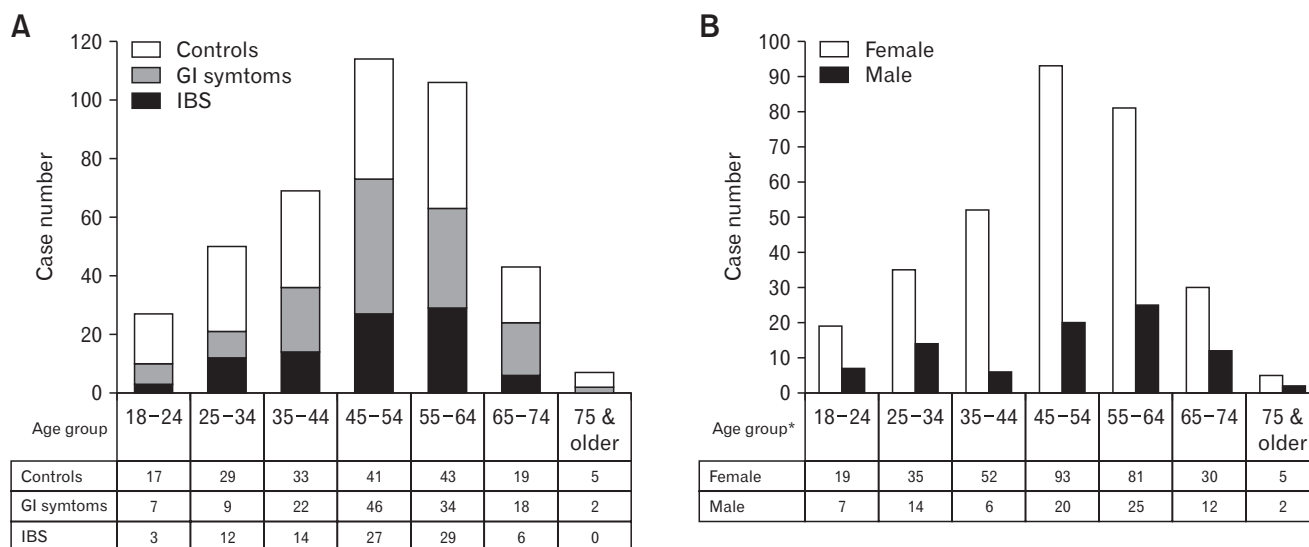 A
Case number
120
100
80
60
40
20
0
Controls
GI symtoms
IBS
Age group 18–24 25–34 35–44 45–54 55–64 65–74 75 &
older
Controls 17 29 33 41 43 19 5
GI symtoms 7 9 22 46 34 18 2
IBS 3 12 14 27 29 6 0
B
Case number
100
90
80
70
60
50
40
30
20
10
0
Female
Male
Age group* 18–24 25–34 35–44 45–54 55–64 65–74 75 &
older
Female 19 35 52 93 81 30 5
Male 7 14 6 20 25 12 2